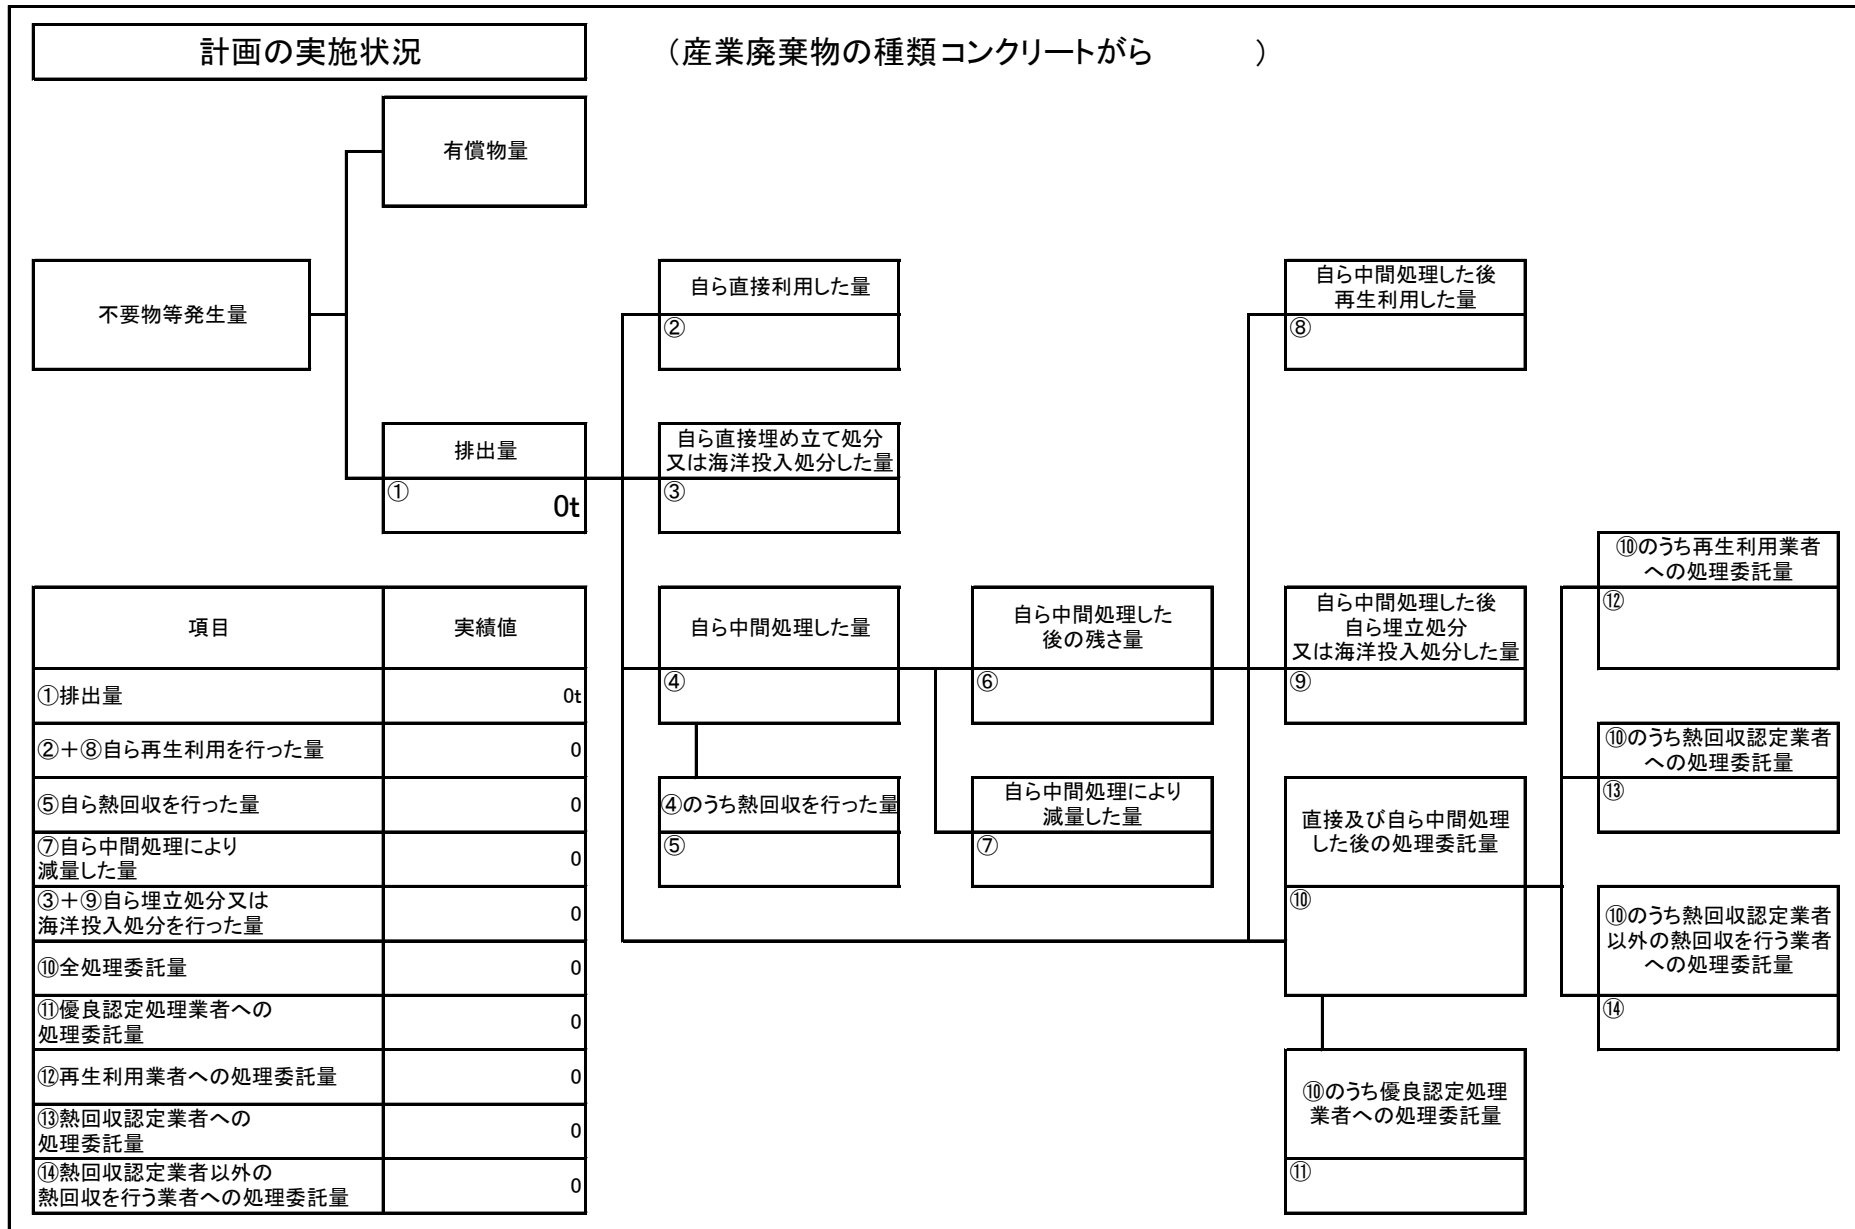 計画の実施状況
（産業廃棄物の種類コンクリートがら　　　　）
有償物量
不要物等発生量
自ら直接利用した量
②
自ら中間処理した後
再生利用した量
⑧
排出量
①
0t
自ら直接埋め立て処分
又は海洋投入処分した量
③
⑩のうち再生利用業者
への処理委託量
⑫
自ら中間処理した量
④
自ら中間処理した
後の残さ量
⑥
自ら中間処理した後
自ら埋立処分
又は海洋投入処分した量
⑨
⑩のうち熱回収認定業者
への処理委託量
⑬
④のうち熱回収を行った量
⑤
自ら中間処理により
減量した量
⑦
直接及び自ら中間処理
した後の処理委託量
⑩
⑩のうち熱回収認定業者
以外の熱回収を行う業者
への処理委託量
⑭
⑩のうち優良認定処理
業者への処理委託量
⑪
項目 実績値
①排出量 0t
②＋⑧自ら再生利用を行った量 0
⑤自ら熱回収を行った量 0
⑦自ら中間処理により
減量した量 0
③＋⑨自ら埋立処分又は
海洋投入処分を行った量 0
⑩全処理委託量 0
⑪優良認定処理業者への
処理委託量 0
⑫再生利用業者への処理委託量 0
⑬熱回収認定業者への
処理委託量 0
⑭熱回収認定業者以外の
熱回収を行う業者への処理委託量 0